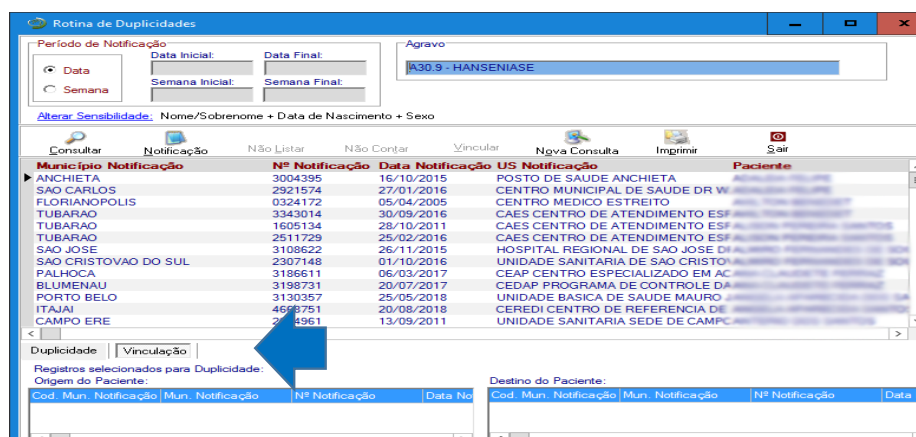 Rotina de Duplicidades
Período de Notificação
Agravo
Data Inicial: Data Final:
Data
A30.9 - HANSENIASE
Semana Inicial: Semana Final:
Semana
Alterar Sensibilidade: Nome/Sobrenome + Data de Nascimento + Sexo
Consultar Notificação Não Listar Não Contar Vincular Nova Consulta Imprimir Sair
Município Notificação Nº Notificação Data Notificação US Notificação Paciente
ANCHIETA 3004395 16/10/2015 POSTO DE SAUDE ANCHIETA
SAO CARLOS 2921574 27/01/2016 CENTRO MUNICIPAL DE SAUDE DR W
FLORIANOPOLIS 0324172 05/04/2005 CENTRO MEDICO ESTREITO
TUBARAO 3343014 30/09/2016 CAES CENTRO DE ATENDIMENTO ESF
TUBARAO 1605134 28/10/2011 CAES CENTRO DE ATENDIMENTO ESF
TUBARAO 2511729 25/02/2016 CAES CENTRO DE ATENDIMENTO ESF
SAO JOSE 3108622 26/11/2015 HOSPITAL REGIONAL DE SAO JOSE D
SAO CRISTOVAO DO SUL 2307148 01/10/2016 UNIDADE SANITARIA DE SAO CRISTO
PALHOCA 3186611 06/03/2017 CEAP CENTRO ESPECIALIZADO EM AC
BLUMENAU 3198731 20/07/2017 CEDAP PROGRAMA DE CONTROLE DA
PORTO BELO 3130357 25/05/2018 UNIDADE BASICA DE SAUDE MAURO
ITAJAI 20/08/2018 CEREDI CENTRO DE REFERENCIA DE
CAMPO ERE 13/09/2011 UNIDADE SANITARIA SEDE DE CAMPO
Duplicidade Vinculação
Registros selecionados para Duplicidade:
Origem do Paciente: Destino do Paciente:
Cod. Mun. Notificação Mun. Notificação Nº Notificação Data No Cod. Mun. Notificação Mun. Notificação Nº Notificação Data